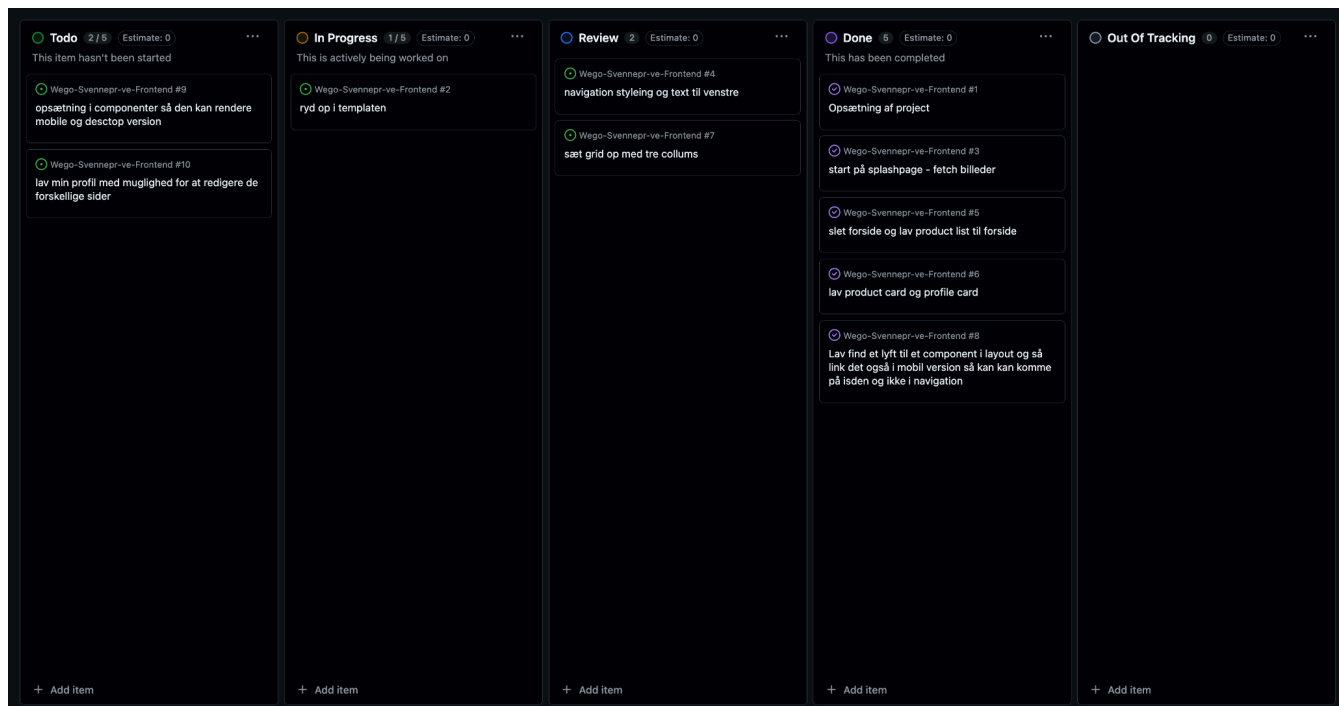 Todo 2 / 5 Estimate: 0 ...
This item hasn't been started
Wego-Svennepr-ve-Frontend #9
opsætning i componenter så den kan rendere
mobile og desctop version
Wego-Svennepr-ve-Frontend #10
lav min profil med muglighed for at redigere de
forskellige sider
+ Add item
In Progress 1 / 5 Estimate: 0 ...
This is actively being worked on
Wego-Svennepr-ve-Frontend #2
ryd op i templaten
+ Add item
Review 2 Estimate: 0 ...
Wego-Svennepr-ve-Frontend #4
navigation styleing og text til venstre
Wego-Svennepr-ve-Frontend #7
sæt grid op med tre collums
+ Add item
Done 5 Estimate: 0 ...
This has been completed
Wego-Svennepr-ve-Frontend #1
Opsætning af project
Wego-Svennepr-ve-Frontend #3
start på splashpage - fetch billeder
Wego-Svennepr-ve-Frontend #5
slet forside og lav product list til forside
Wego-Svennepr-ve-Frontend #6
lav product card og profile card
Wego-Svennepr-ve-Frontend #8
Lav find et lyft til et component i layout og så
link det også i mobil version så kan kan komme
på isden og ikke i navigation
+ Add item
Out Of Tracking 0 Estimate: 0 ...
+ Add item